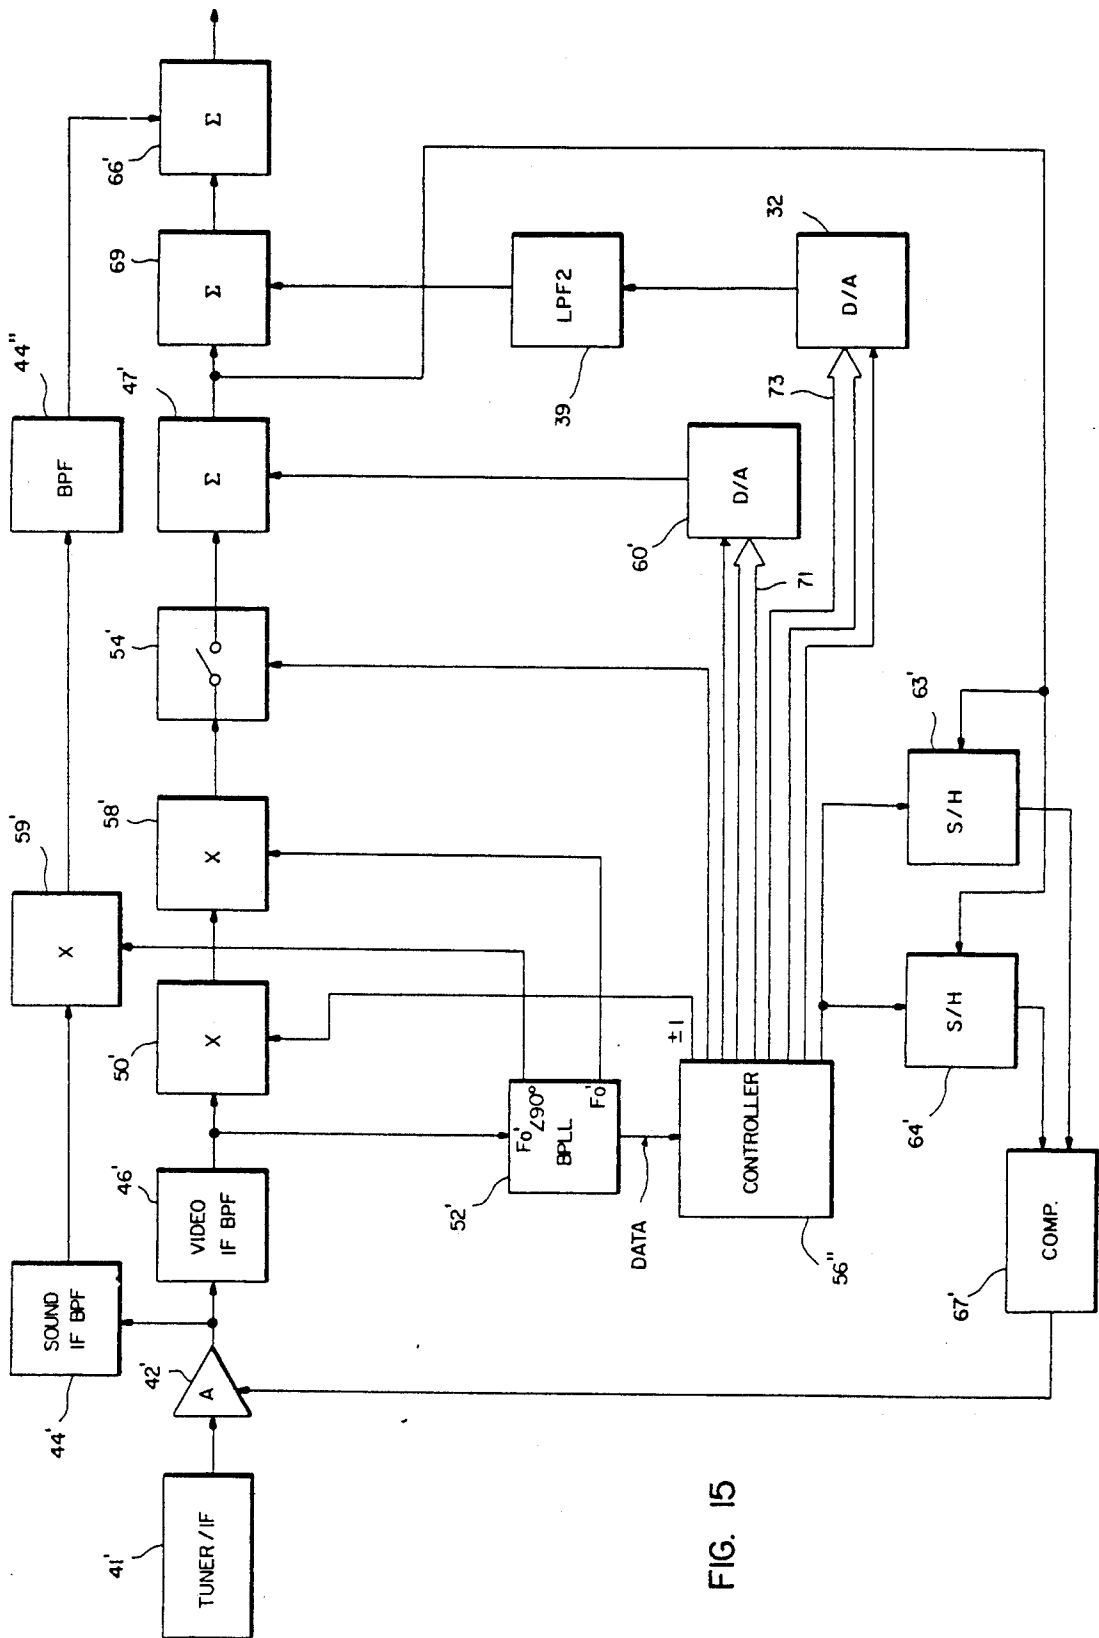 TUNER/IF
41'
A
42'
SOUND
IF BPF
44'
VIDEO
IF BPF
46'
X
50'
X
59'
X
58'
54'
BPF
44"
Σ
47'
Σ
69
Σ
66'
Fo'
∠90°
BPLL
Fo'
52'
DATA
±1
CONTROLLER
56"
D/A
60'
71
LPF2
39
D/A
32
73
S/H
63'
S/H
64'
COMP.
67'
FIG. 15